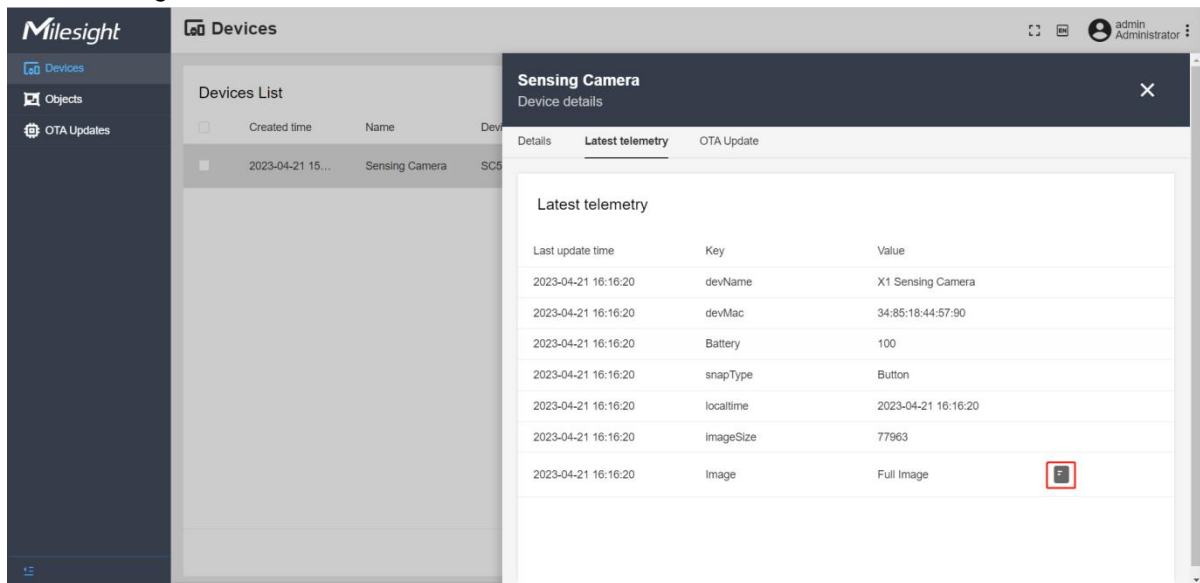 Milesight
Devices
EN
admin
Administrator
Devices
Objects
OTA Updates
Devices List
Created time Name Devi
2023-04-21 15... Sensing Camera SC5
Sensing Camera
Device details
Details Latest telemetry OTA Update
Latest telemetry
Last update time Key Value
2023-04-21 16:16:20 devName X1 Sensing Camera
2023-04-21 16:16:20 devMac 34:85:18:44:57:90
2023-04-21 16:16:20 Battery 100
2023-04-21 16:16:20 snapType Button
2023-04-21 16:16:20 localtime 2023-04-21 16:16:20
2023-04-21 16:16:20 imageSize 77963
2023-04-21 16:16:20 Image Full Image